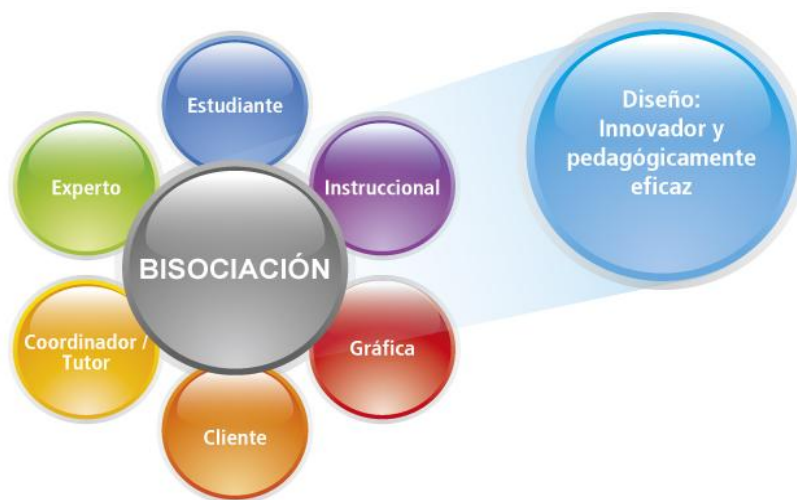 Estudiante
Experto
Instruccional
BISOCIACIÓN
Coordinador /
Tutor
Gráfica
Cliente
Diseño:
Innovador y
pedagógicamente
eficaz